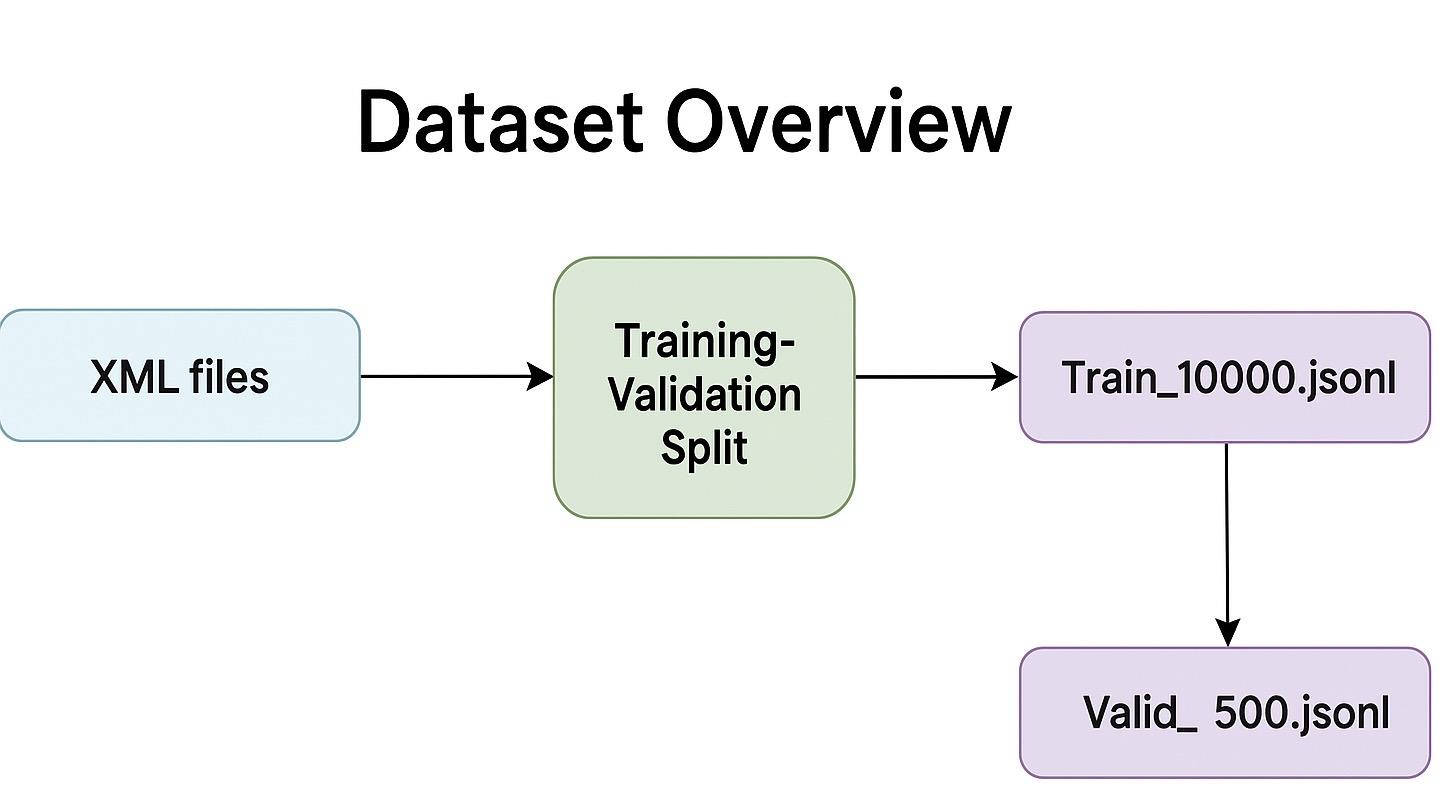 Dataset Overview
XML files
Training-
Validation
Split
Train_10000.jsonl
Valid_ 500.jsonl